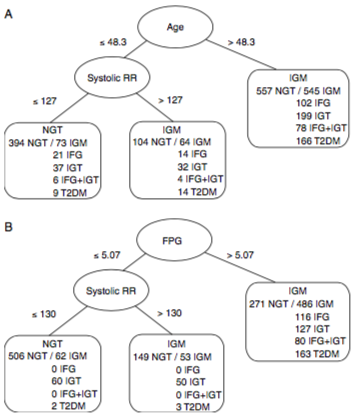 A
Age
≤ 48.3
> 48.3
Systolic RR
≤ 127
> 127
IGM
557 NGT / 545 IGM
102 IFG
199 IGT
78 IFG+IGT
166 T2DM
NGT
394 NGT / 73 IGM
21 IFG
37 IGT
6 IFG+IGT
9 T2DM
IGM
104 NGT / 64 IGM
14 IFG
32 IGT
4 IFG+IGT
14 T2DM
B
FPG
≤ 5.07
> 5.07
Systolic RR
≤ 130
> 130
IGM
271 NGT / 486 IGM
116 IFG
127 IGT
80 IFG+IGT
163 T2DM
NGT
506 NGT / 62 IGM
0 IFG
60 IGT
0 IFG+IGT
2 T2DM
IGM
149 NGT / 53 IGM
0 IFG
50 IGT
0 IFG+IGT
3 T2DM